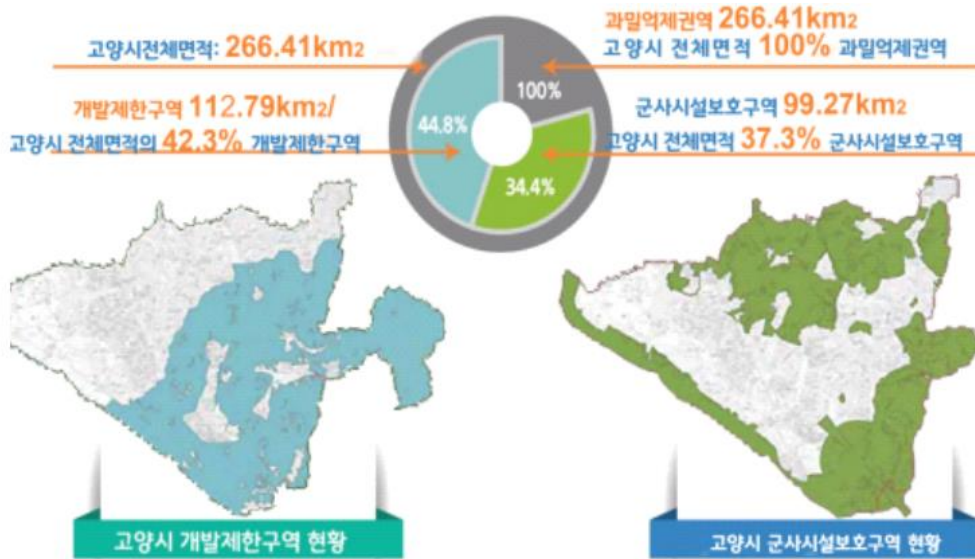 고양시전체면적: 266.41km2
과밀억제권역 266.41km2
고양시 전체면적 100% 과밀억제권역
개발제한구역 112.79km2/
고양시 전체면적의 42.3% 개발제한구역
100%
44.8%
34.4%
군사시설보호구역 99.27km2
고양시 전체면적 37.3% 군사시설보호구역
고양시 개발제한구역 현황
고양시 군사시설보호구역 현황